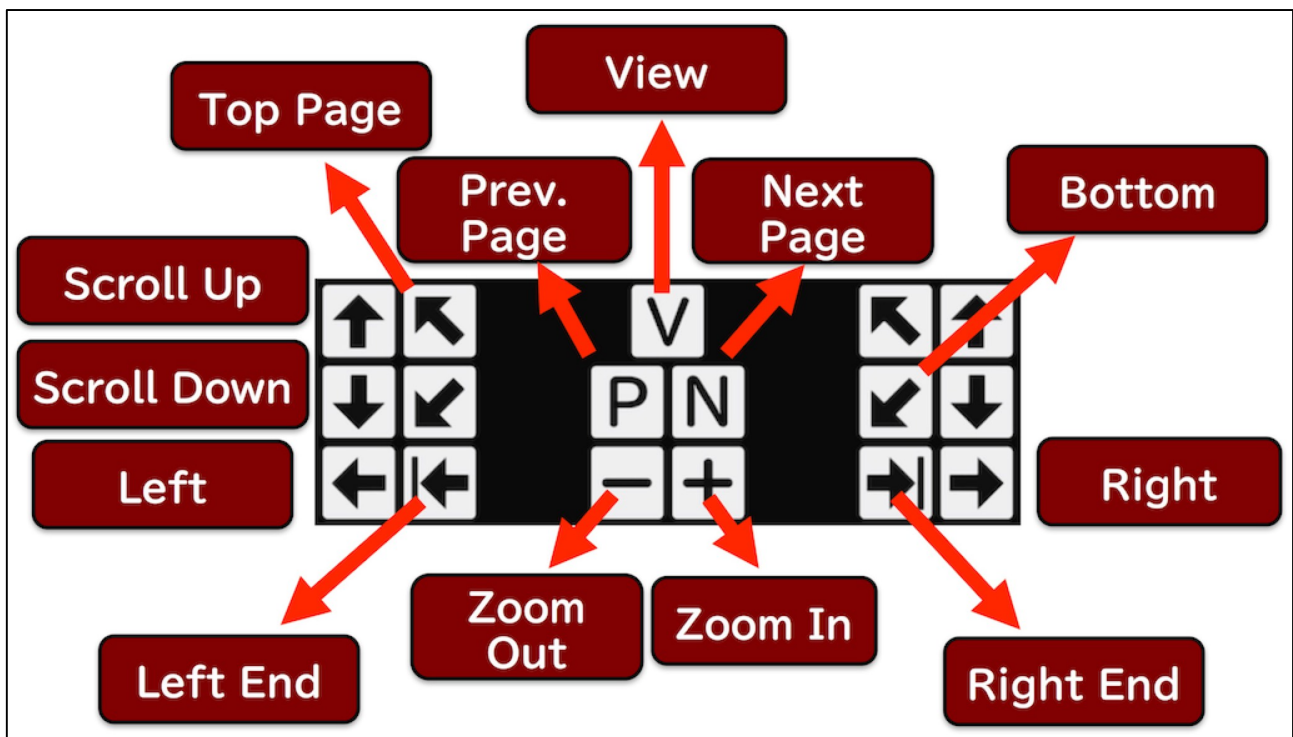 View
Top Page
Prev.
Page
Next
Page
Bottom
Scroll Up
V
Scroll Down
P N
Left
Right
Zoom
Out
Zoom In
Left End
Right End